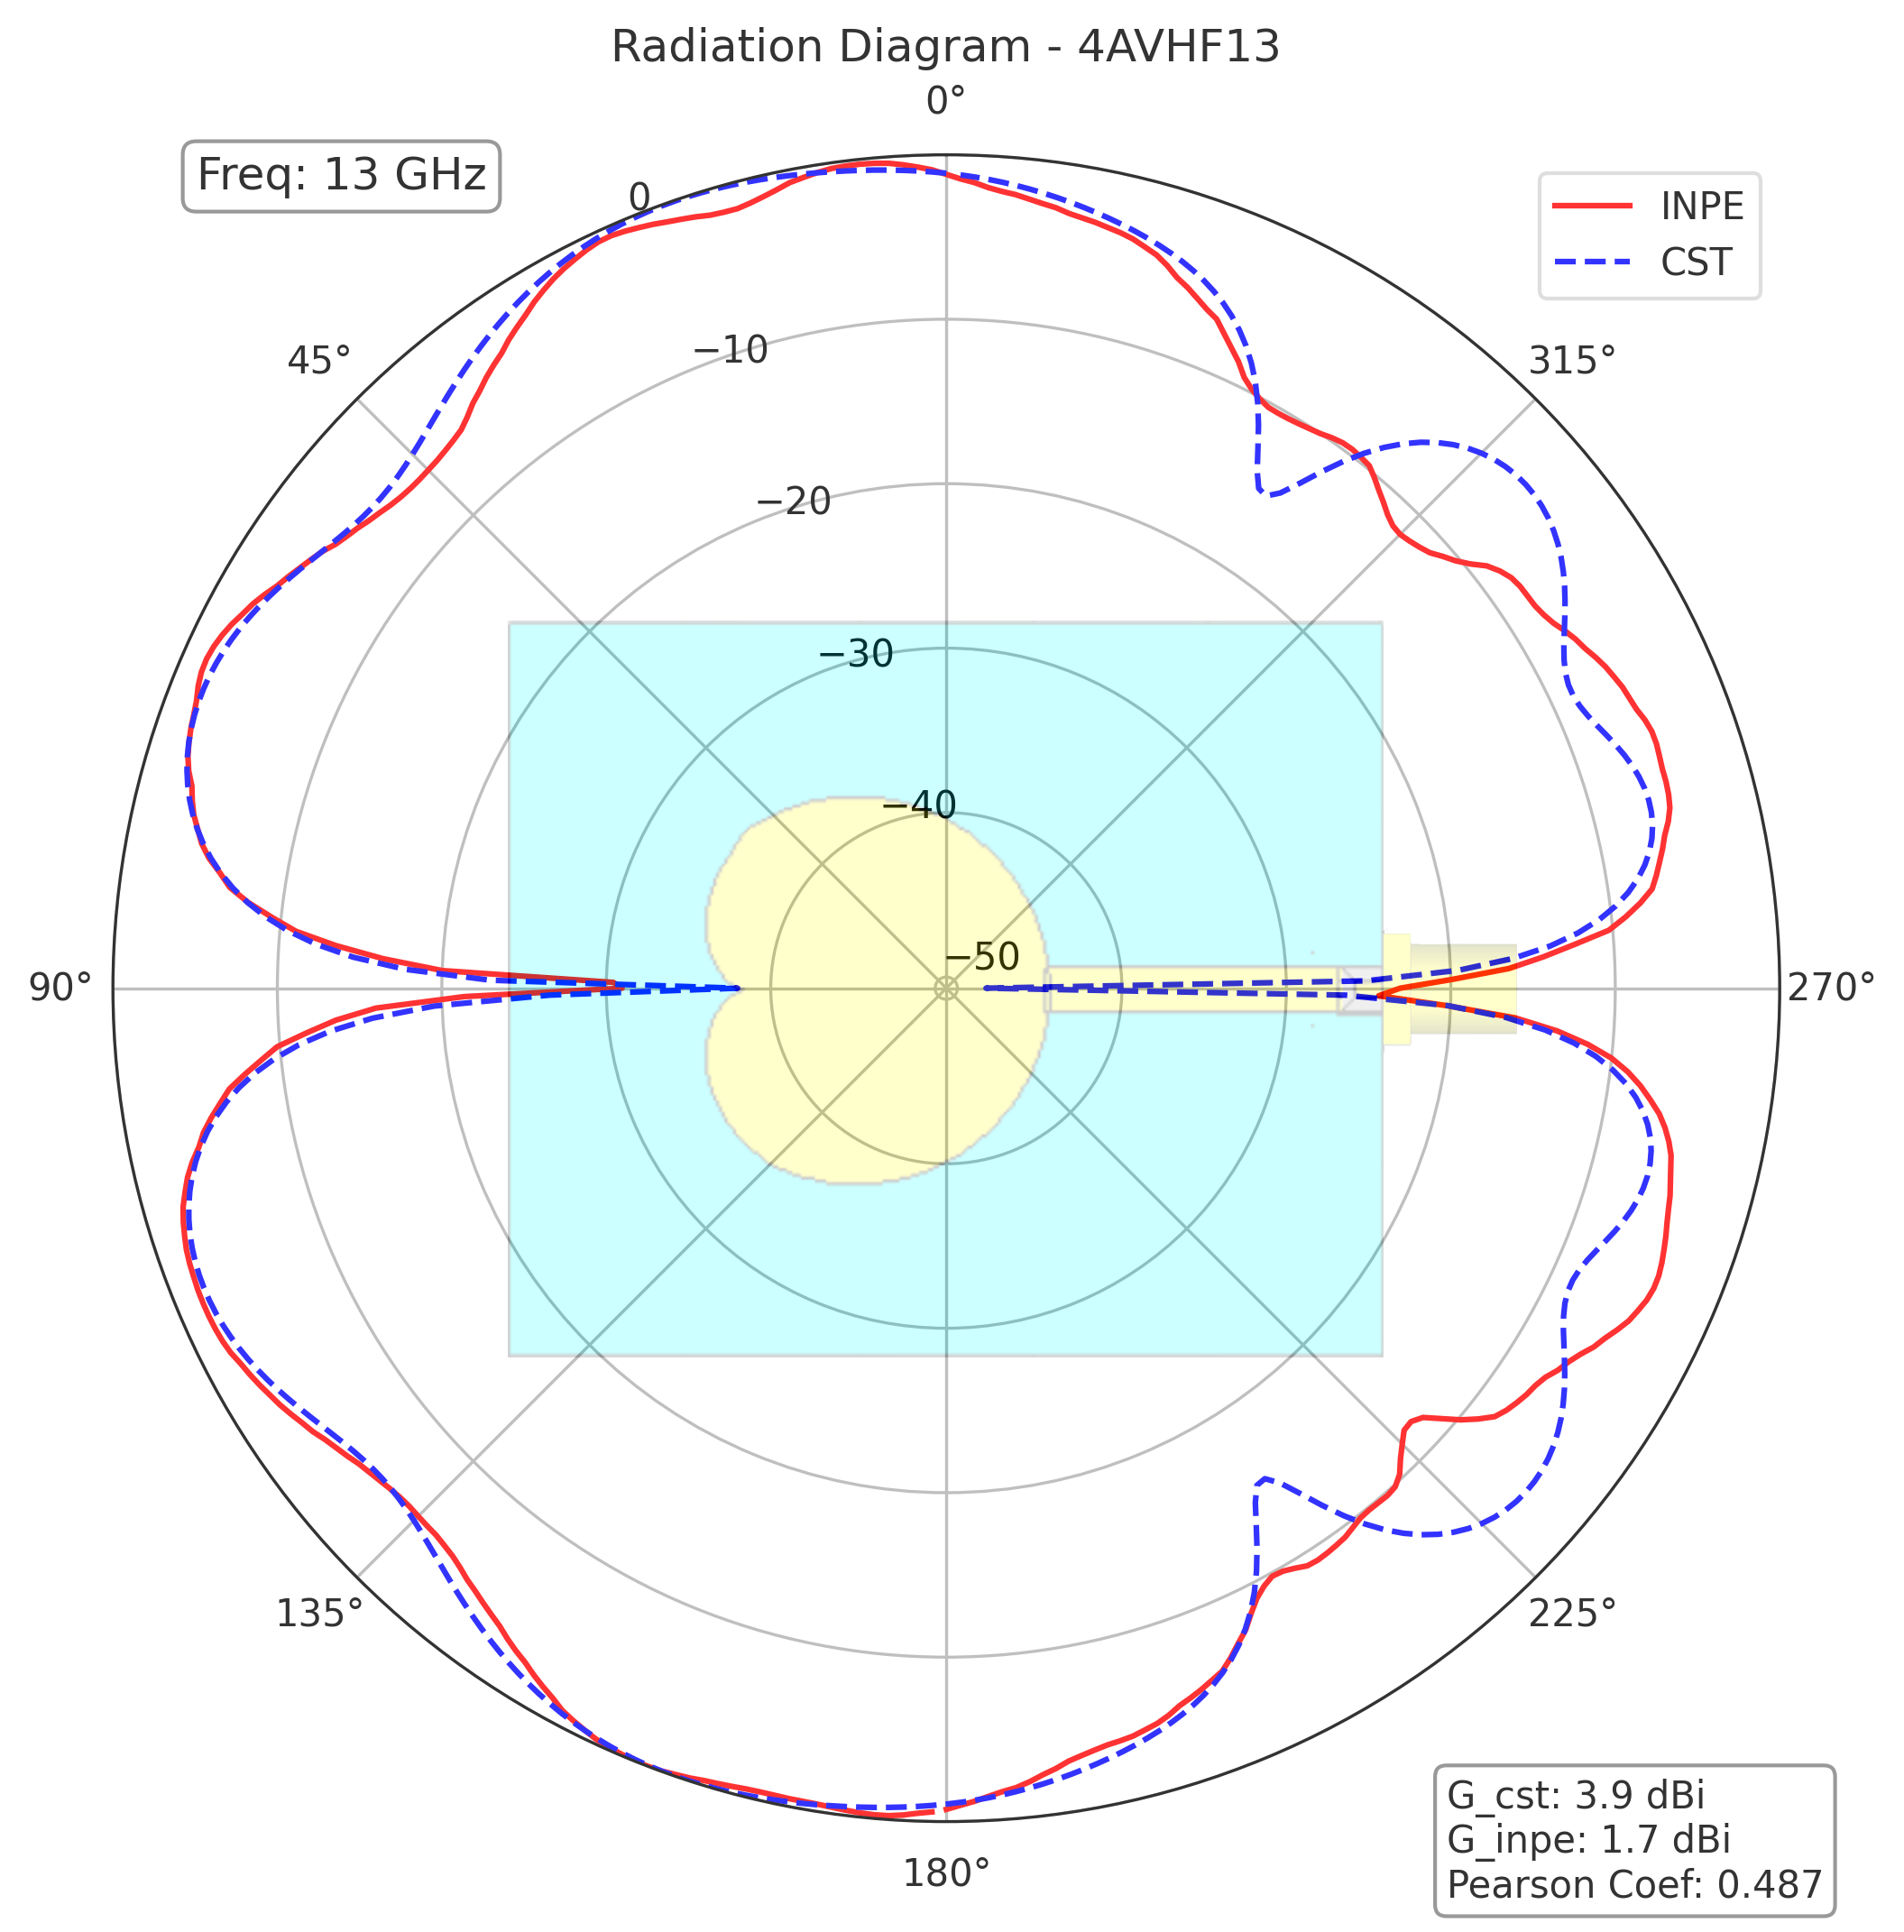 Radiation Diagram - 4AVHF13
0°
Freq: 13 GHz
0
INPE
CST
45°
−10
315°
−20
−30
−40
−50
90°
270°
135°
225°
180°
G_cst: 3.9 dBi
G_inpe: 1.7 dBi
Pearson Coef: 0.487